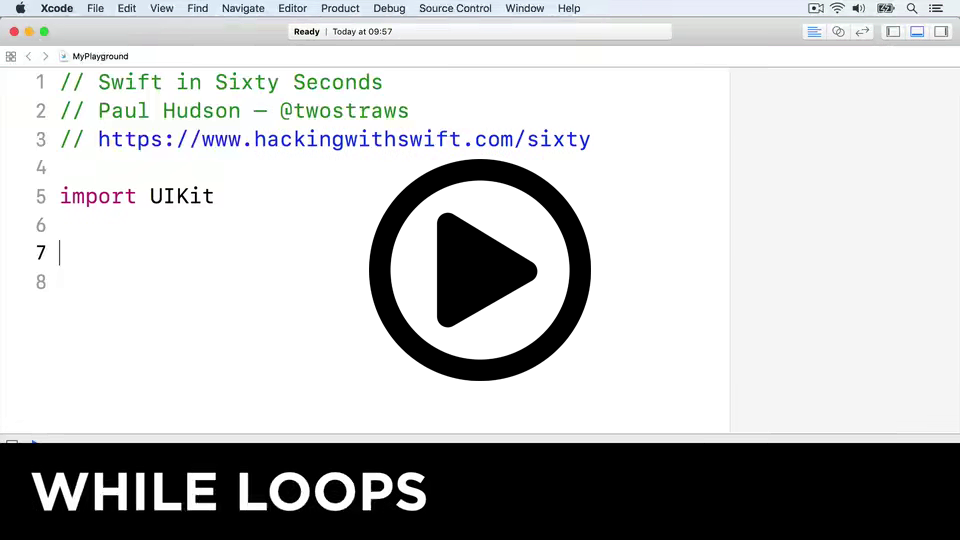 Xcode File Edit View Find Navigate Editor Product Debug Source Control Window Help
Ready | Today at 09:57
MyPlayground
1 // Swift in Sixty Seconds
2 // Paul Hudson — @twostraws
3 // https://www.hackingwithswift.com/sixty
4
5 import UIKit
6
7
8
WHILE LOOPS